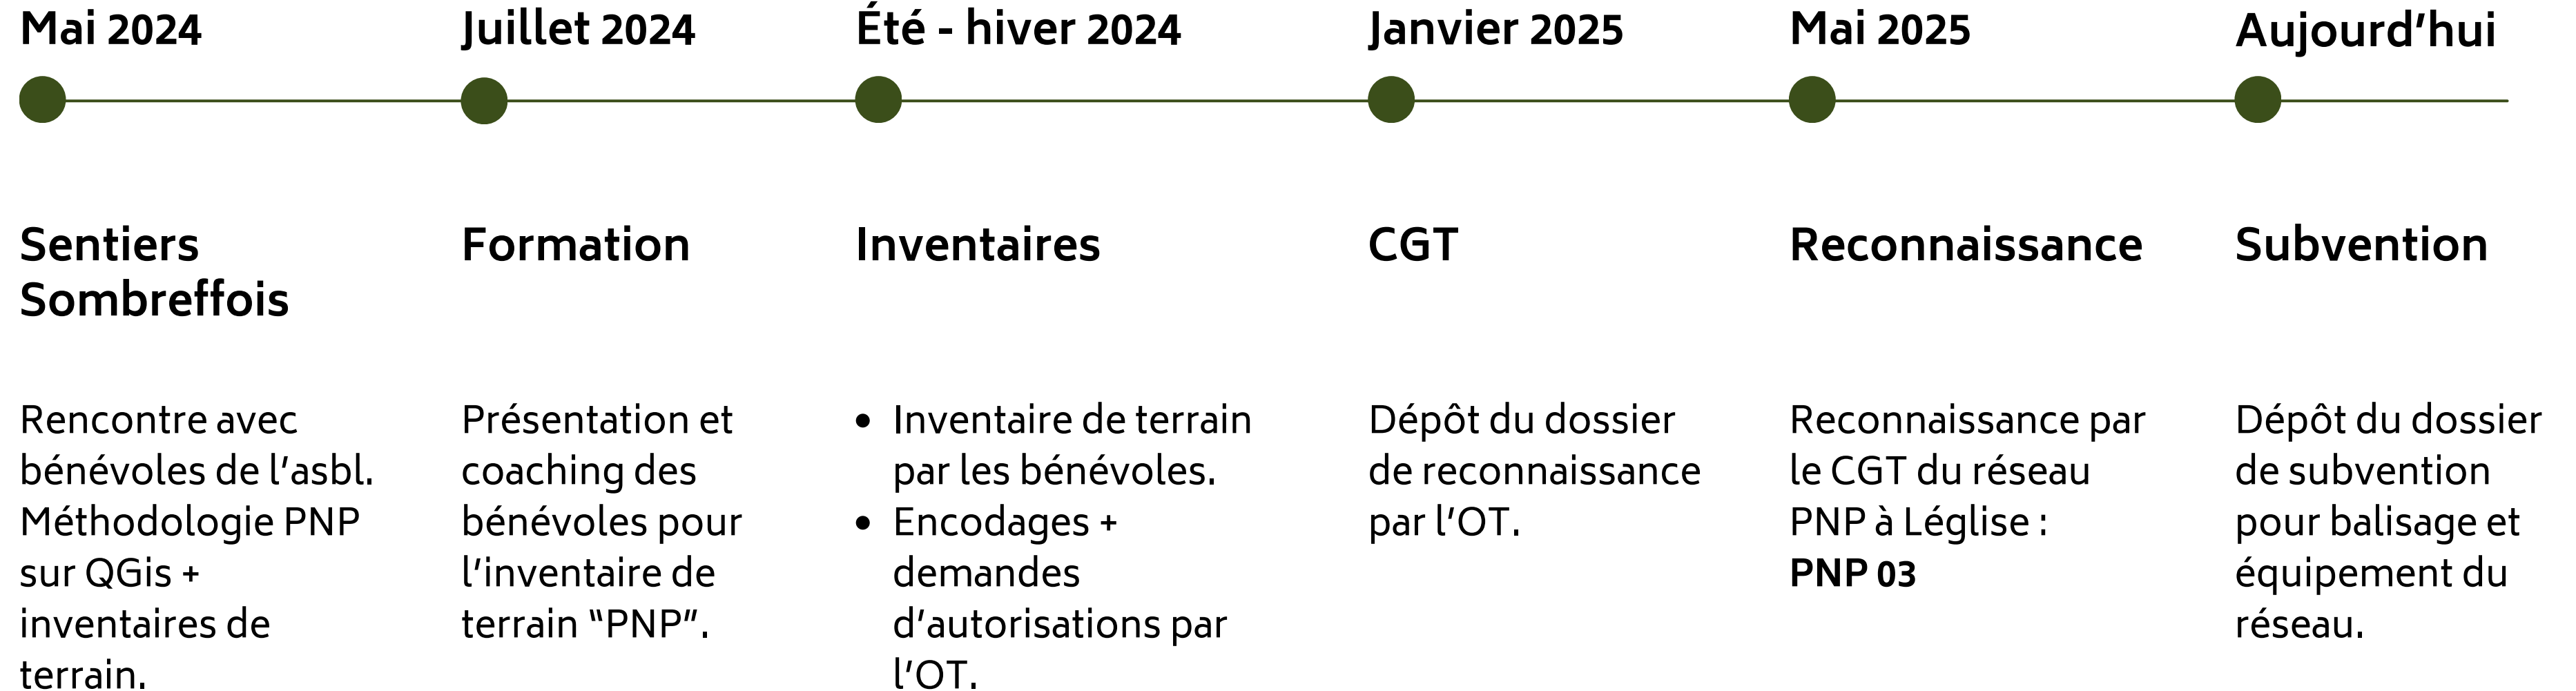 Mai 2024
Juillet 2024
Été - hiver 2024
Janvier 2025
Mai 2025
Aujourd’hui
Sentiers
Sombreffois
Formation
Inventaires
CGT
Reconnaissance
Subvention
Rencontre avec
bénévoles de l’asbl.
Méthodologie PNP
sur QGis +
inventaires de
terrain.
Présentation et
coaching des
bénévoles pour
l’inventaire de
terrain “PNP”.
• Inventaire de terrain
par les bénévoles.
• Encodages +
demandes
d’autorisations par
l’OT.
Dépôt du dossier
de reconnaissance
par l’OT.
Reconnaissance par
le CGT du réseau
PNP à Léglise :
PNP 03
Dépôt du dossier
de subvention
pour balisage et
équipement du
réseau.